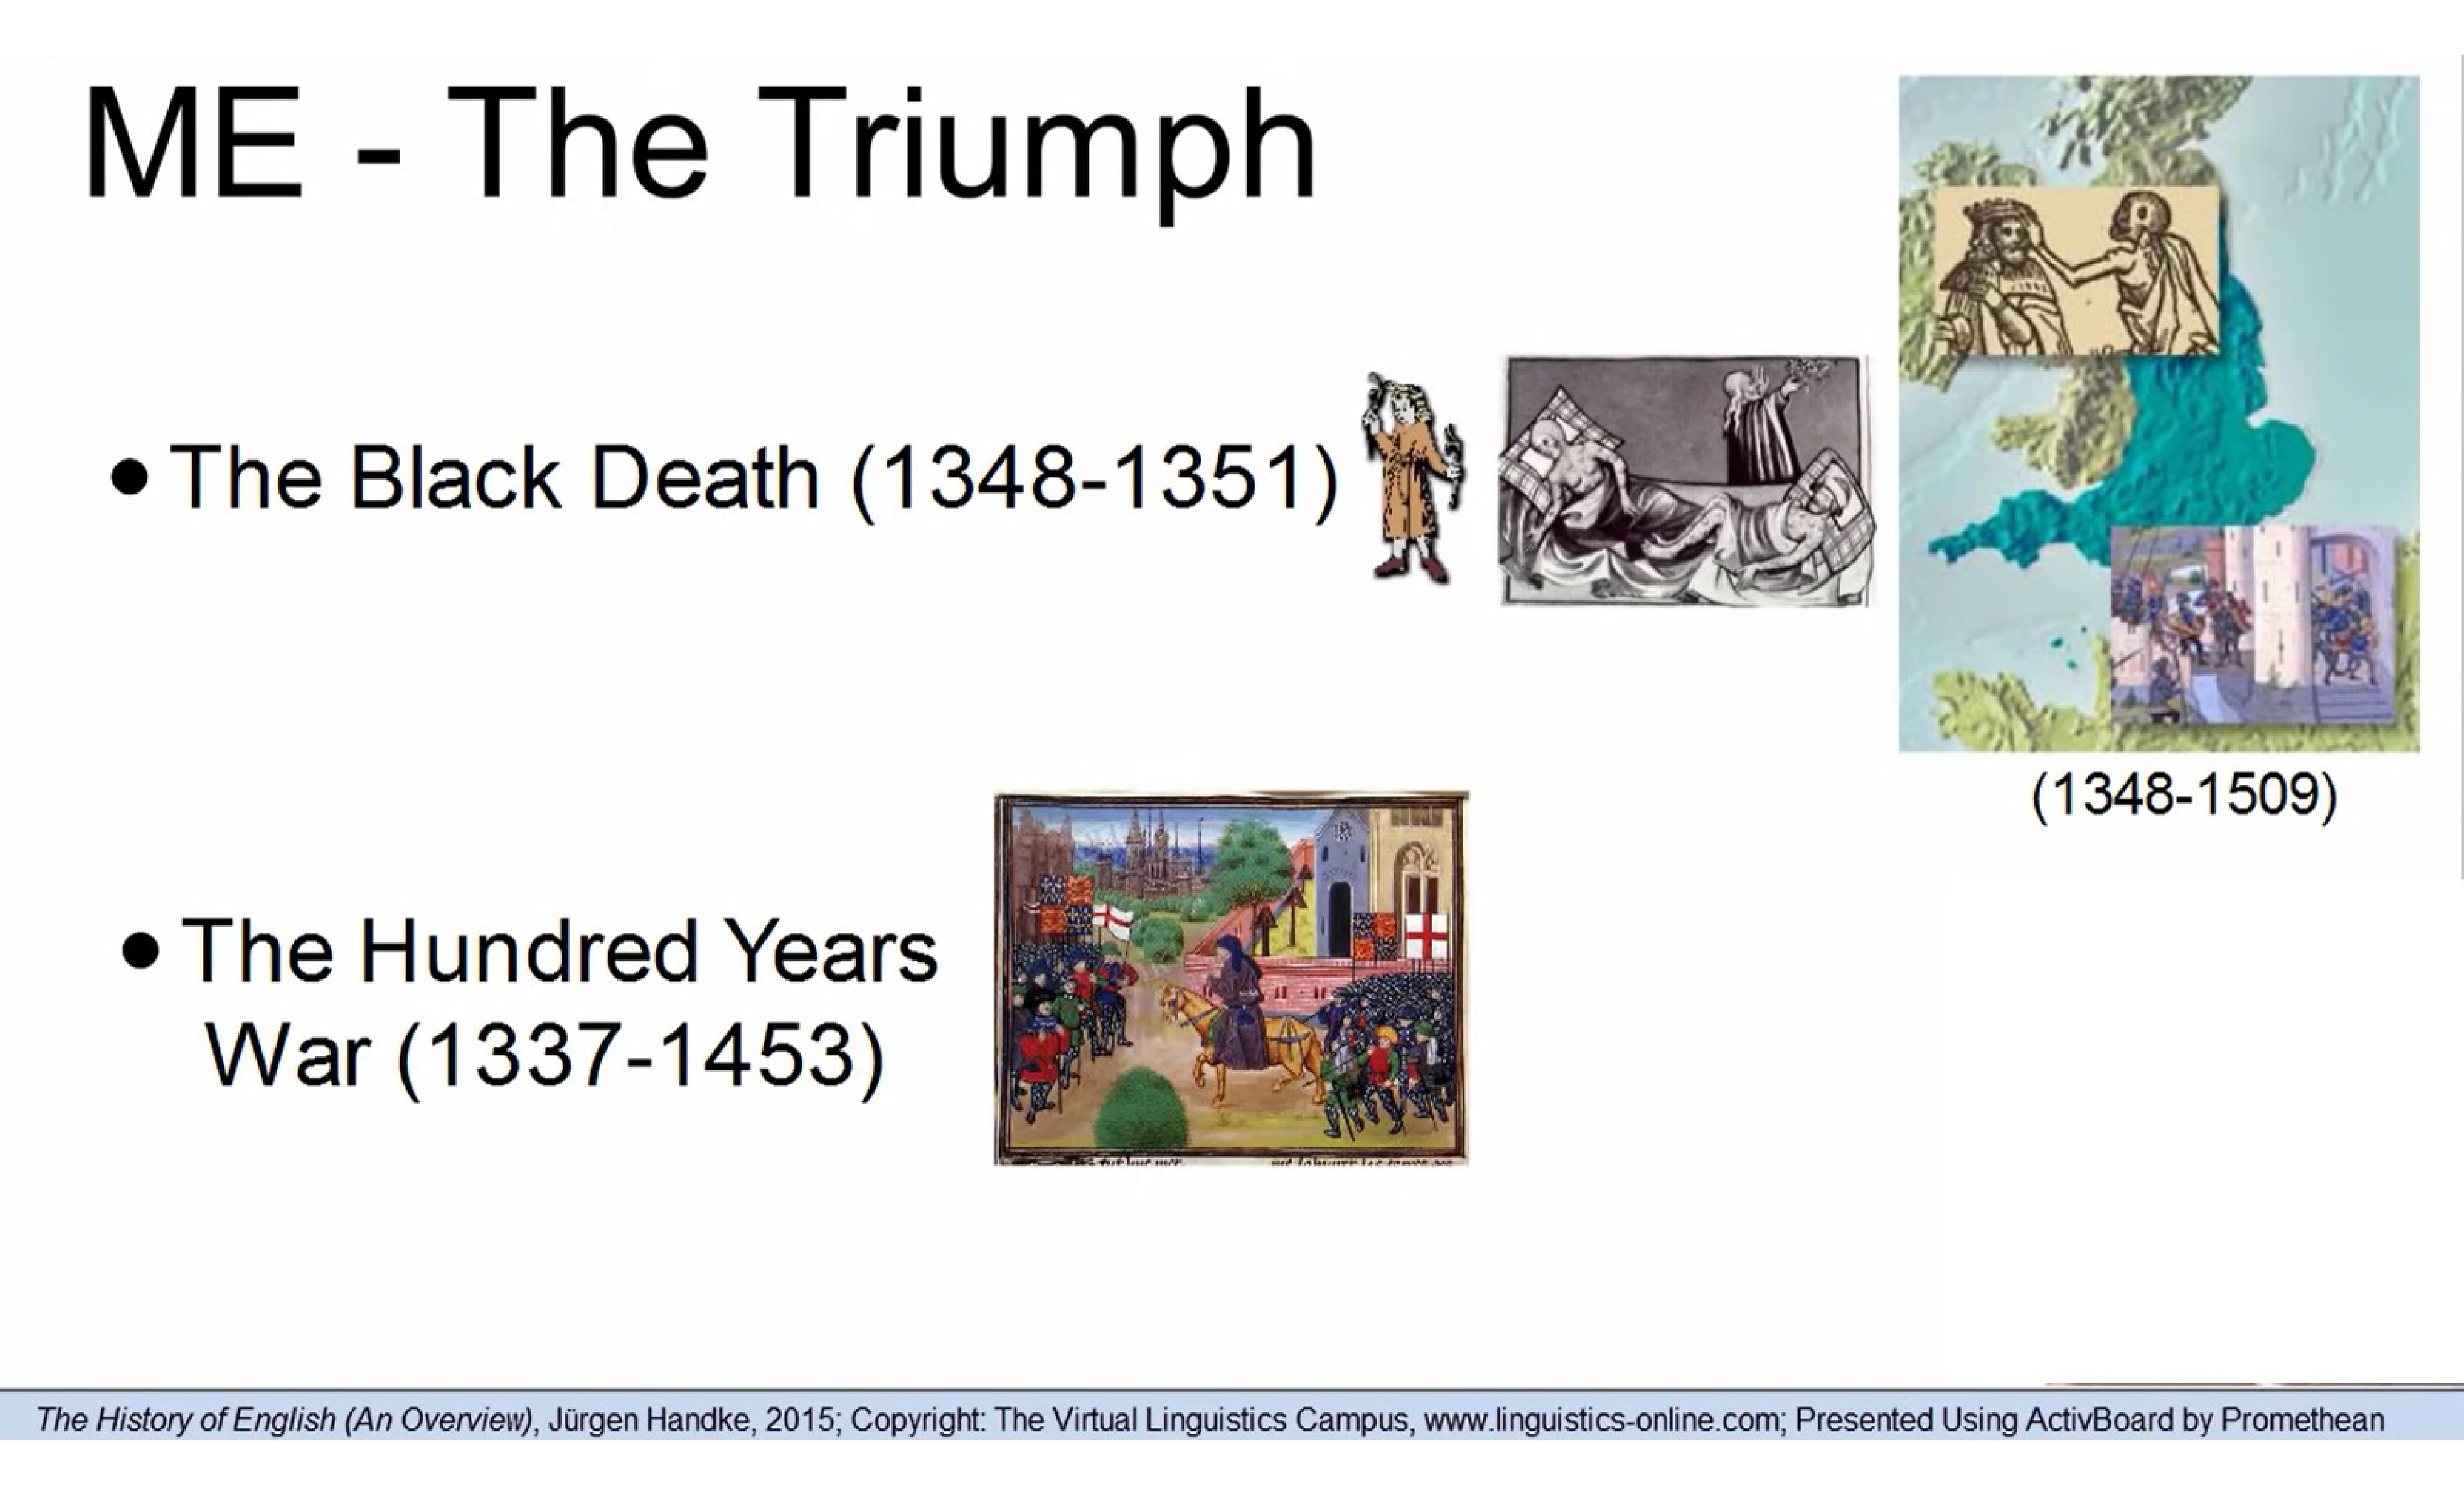 ME - The Triumph
• The Black Death (1348-1351)
(1348-1509)
• The Hundred Years
War (1337-1453)
The History of English (An Overview), Jürgen Handke, 2015; Copyright: The Virtual Linguistics Campus, www.linguistics-online.com; Presented Using ActivBoard by Promethean